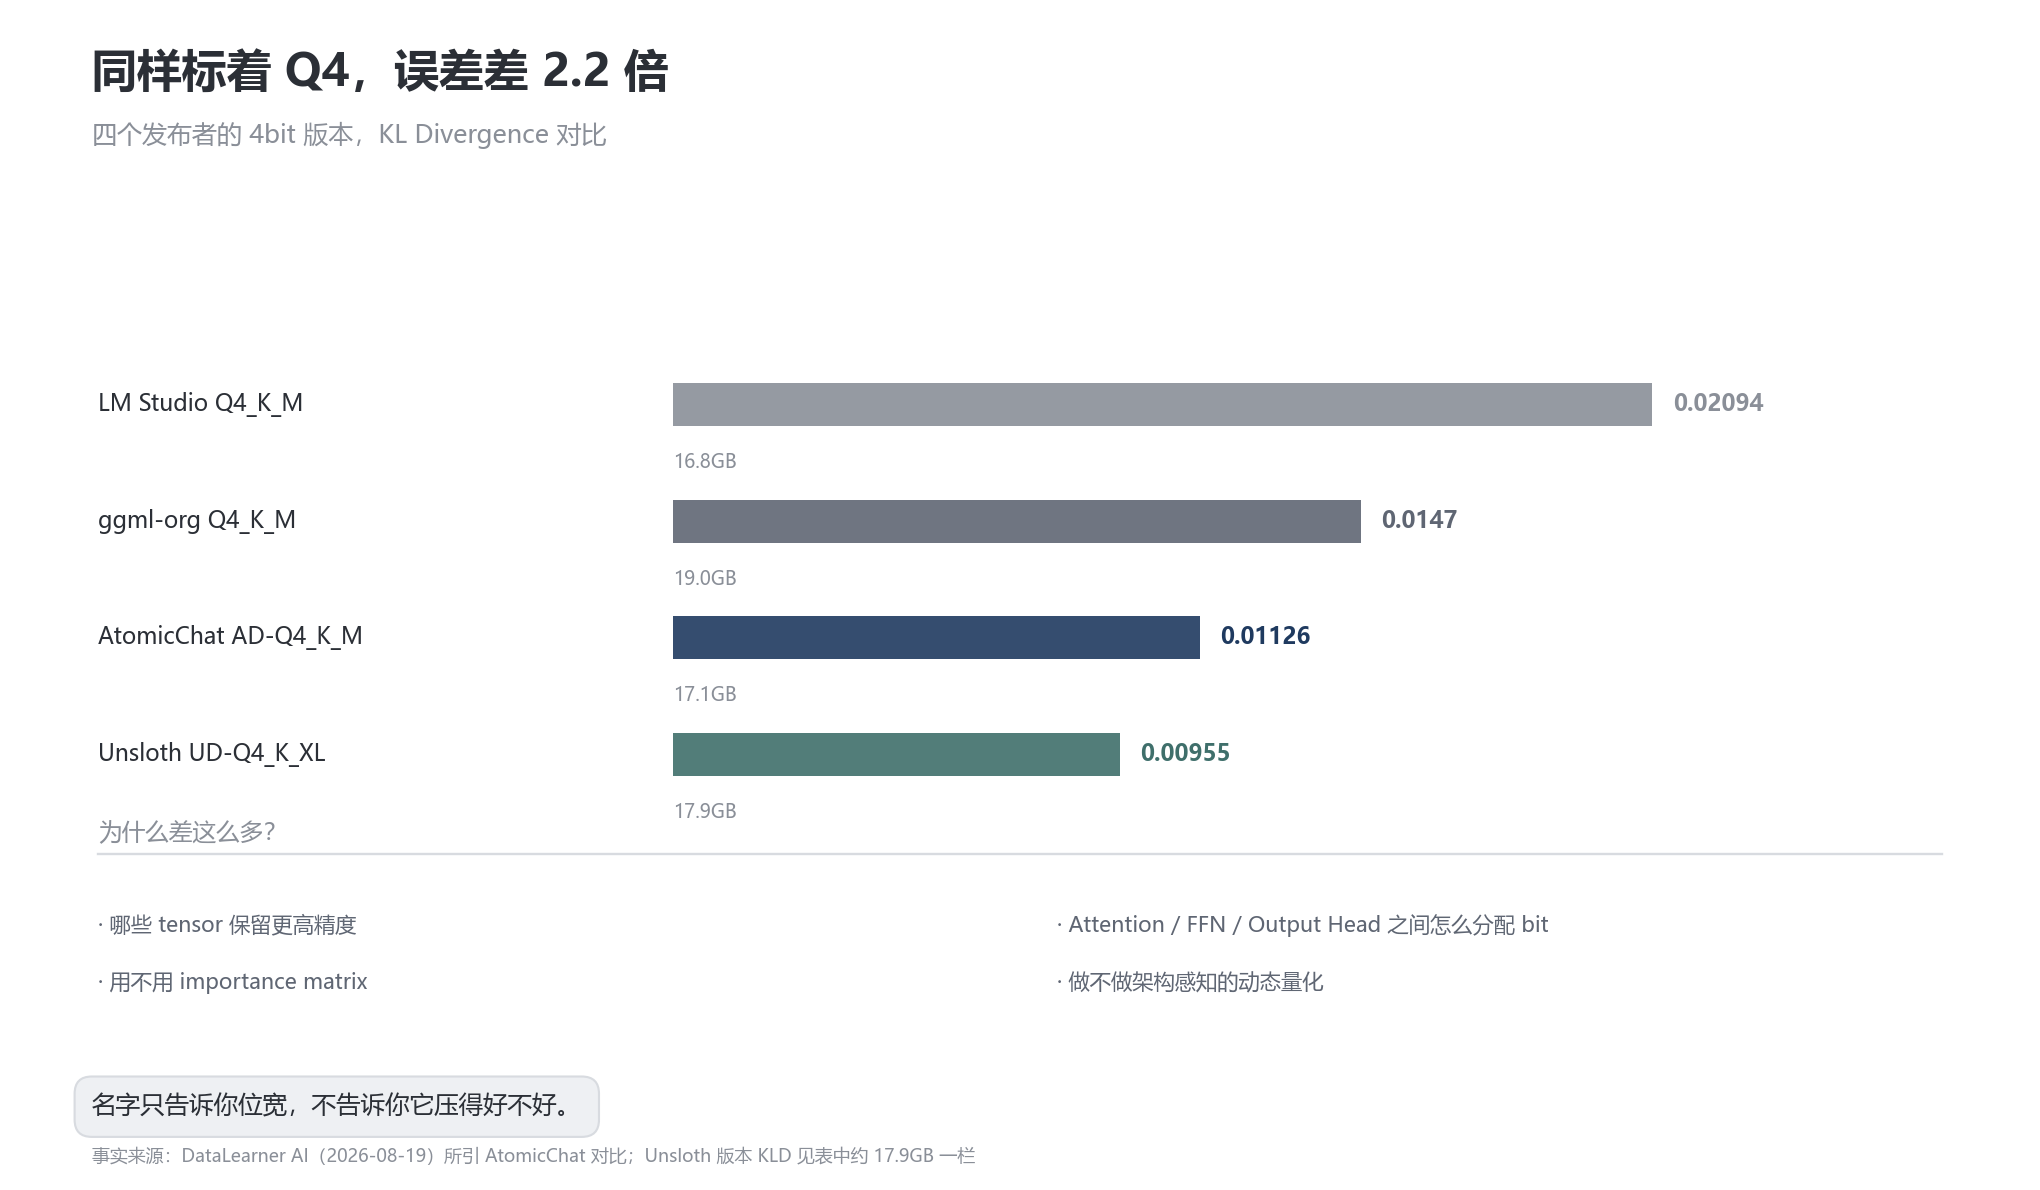 同样标着 Q4，误差差 2.2 倍
四个发布者的 4bit 版本，KL Divergence 对比
LM Studio Q4_K_M
0.02094
16.8GB
ggml-org Q4_K_M
0.0147
19.0GB
AtomicChat AD-Q4_K_M
0.01126
17.1GB
Unsloth UD-Q4_K_XL
0.00955
17.9GB
为什么差这么多？
· 哪些 tensor 保留更高精度
· Attention / FFN / Output Head 之间怎么分配 bit
· 用不用 importance matrix
· 做不做架构感知的动态量化
名字只告诉你位宽，不告诉你它压得好不好。
事实来源：DataLearner AI（2026-08-19）所引 AtomicChat 对比；Unsloth 版本 KLD 见表中约 17.9GB 一栏